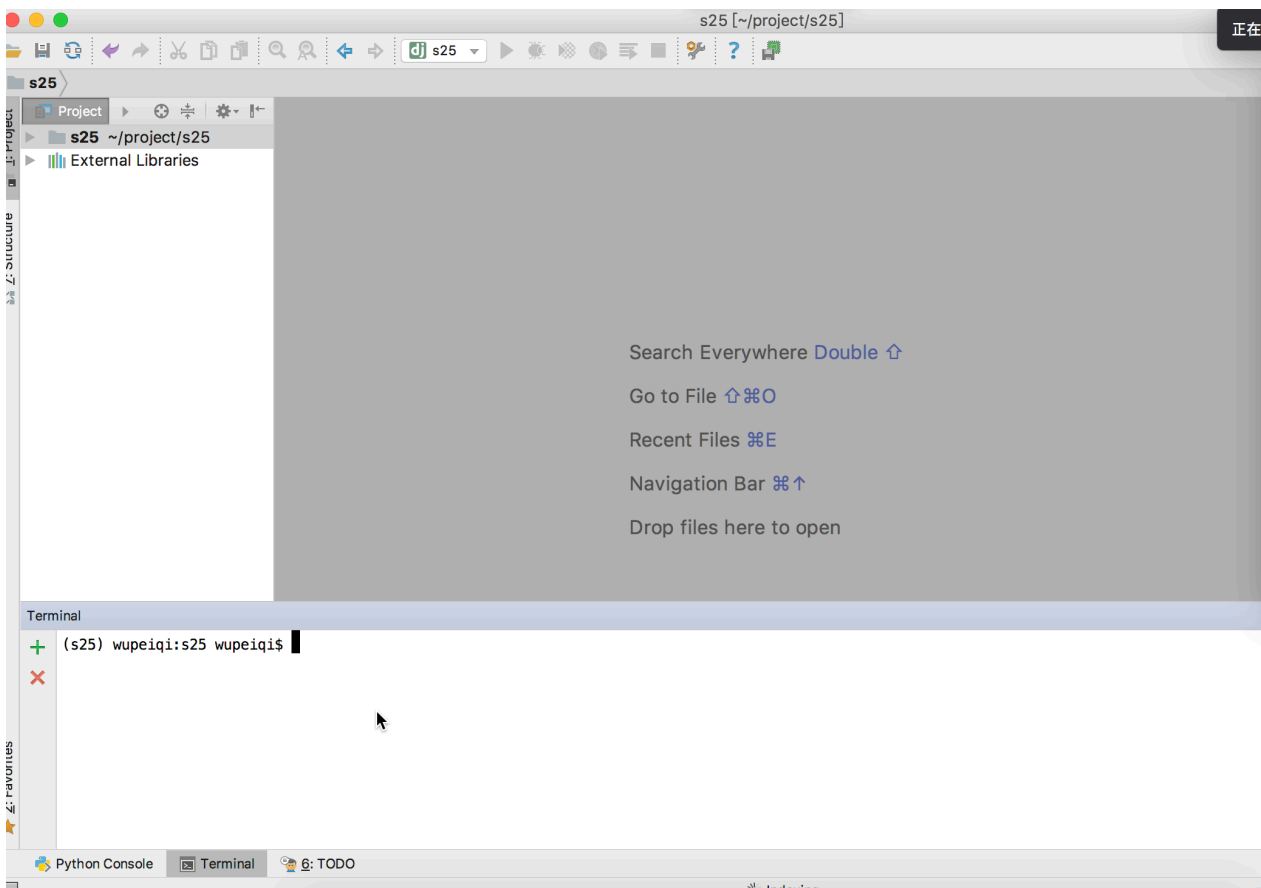 s25 [~/project/s25]
正在
s25
s25
Project
s25 ~/project/s25
External Libraries
1: Project
7: Structure
Search Everywhere Double ⇧
Go to File ⇧⌘O
Recent Files ⌘E
Navigation Bar ⌘↑
Drop files here to open
Terminal
(s25) wupeiqi:s25 wupeiqi$
2: Favorites
Python Console
Terminal
6: TODO